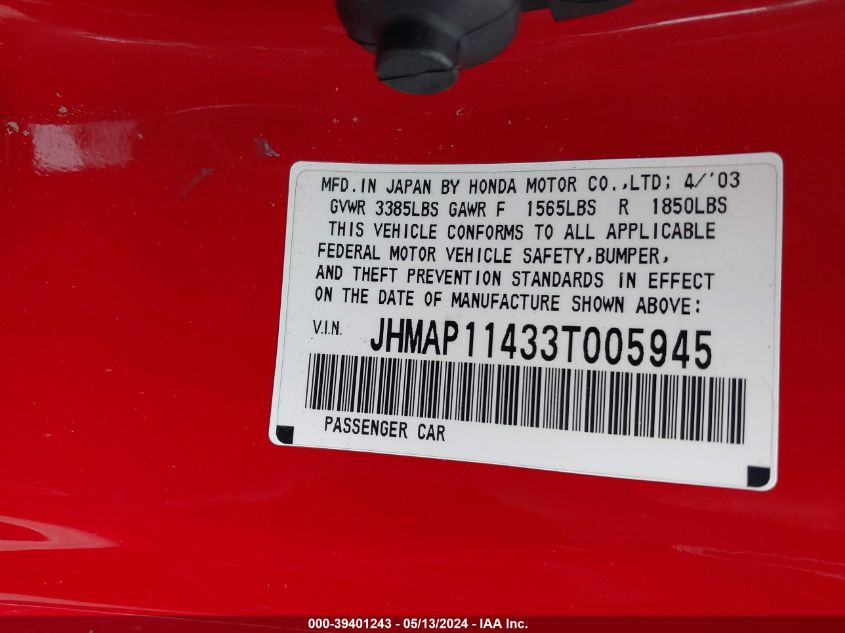 MFD.IN JAPAN BY HONDA MOTOR CO.,LTD; 4/'03
GVWR 3385LBS GAWR F 1565LBS R 1850LBS
THIS VEHICLE CONFORMS TO ALL APPLICABLE
FEDERAL MOTOR VEHICLE SAFETY,BUMPER,
AND THEFT PREVENTION STANDARDS IN EFFECT
ON THE DATE OF MANUFACTURE SHOWN ABOVE:
V.I.N. JHMAP11433T005945
PASSENGER CAR
000-39401243 - 05/13/2024 - IAA Inc.